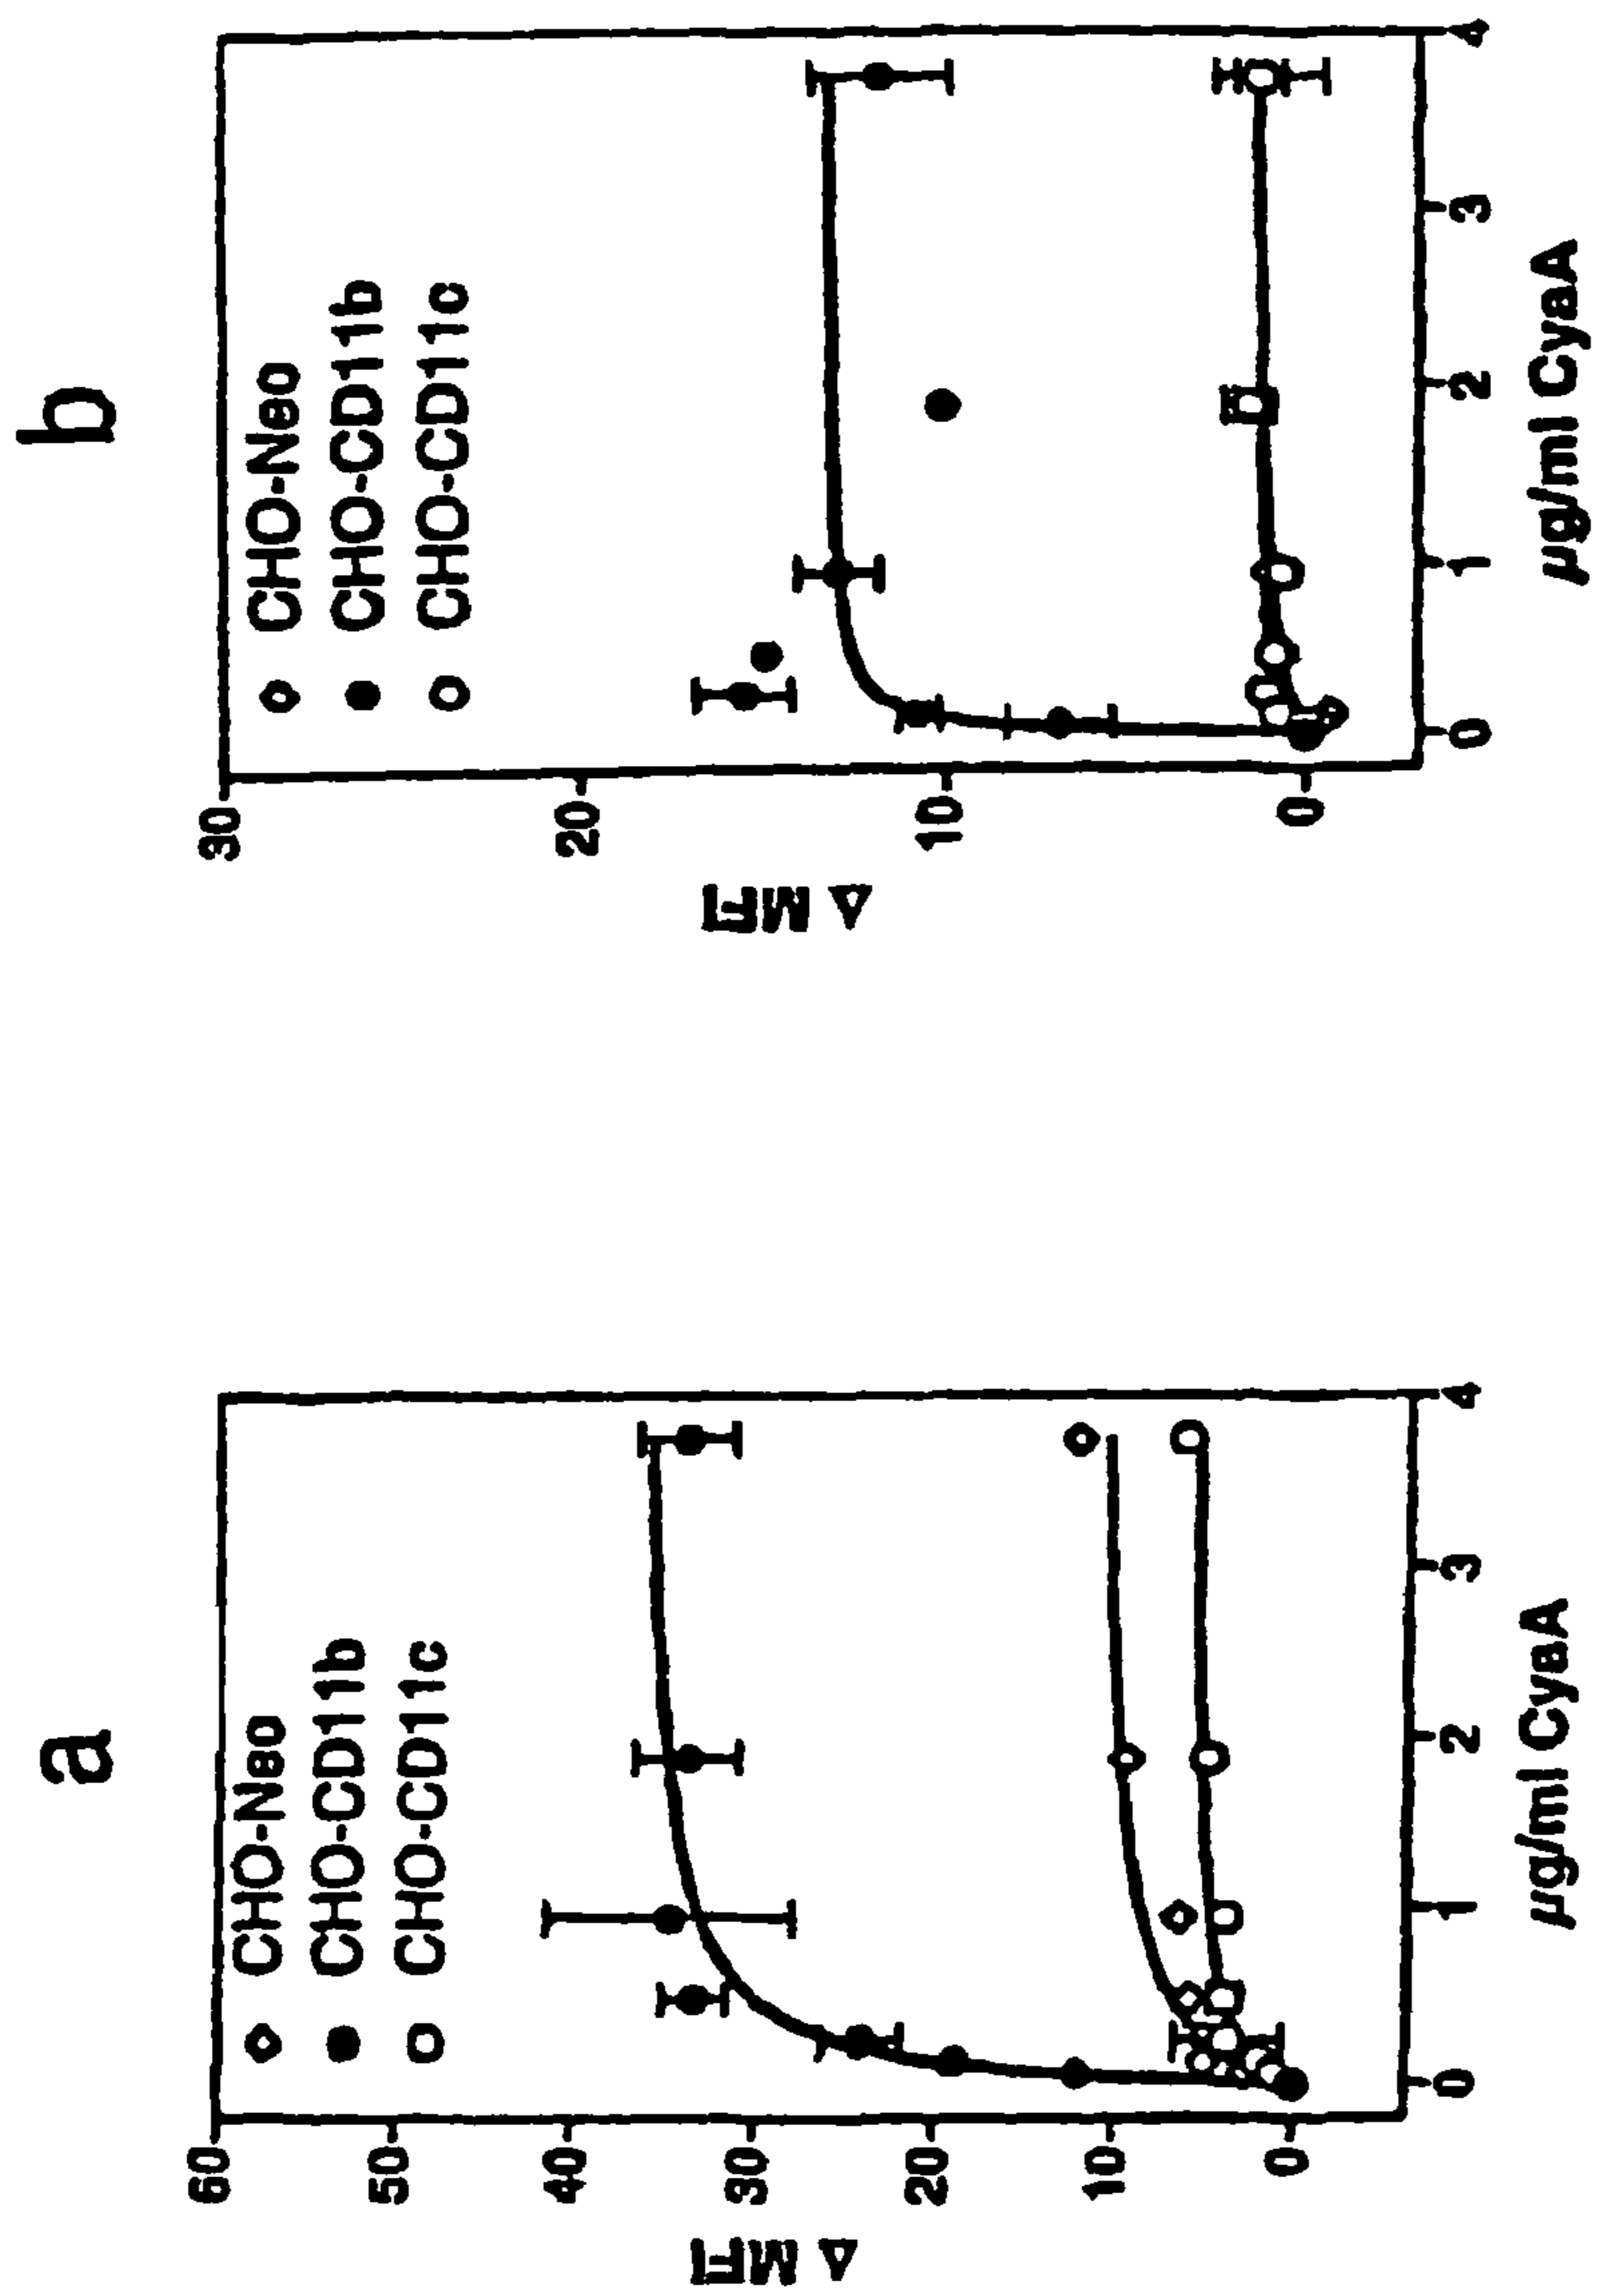 a
60
50
40
30
20
10
0
Δ MFI
CHO-Neo
CHO-CD11b
CHO-CD11c
0
1
2
3
4
µg/ml CyaA
b
30
20
10
0
Δ MFI
CHO-Neo
CHO-CD11b
CHO-CD11c
0
1
2
3
4
µg/ml CyaA